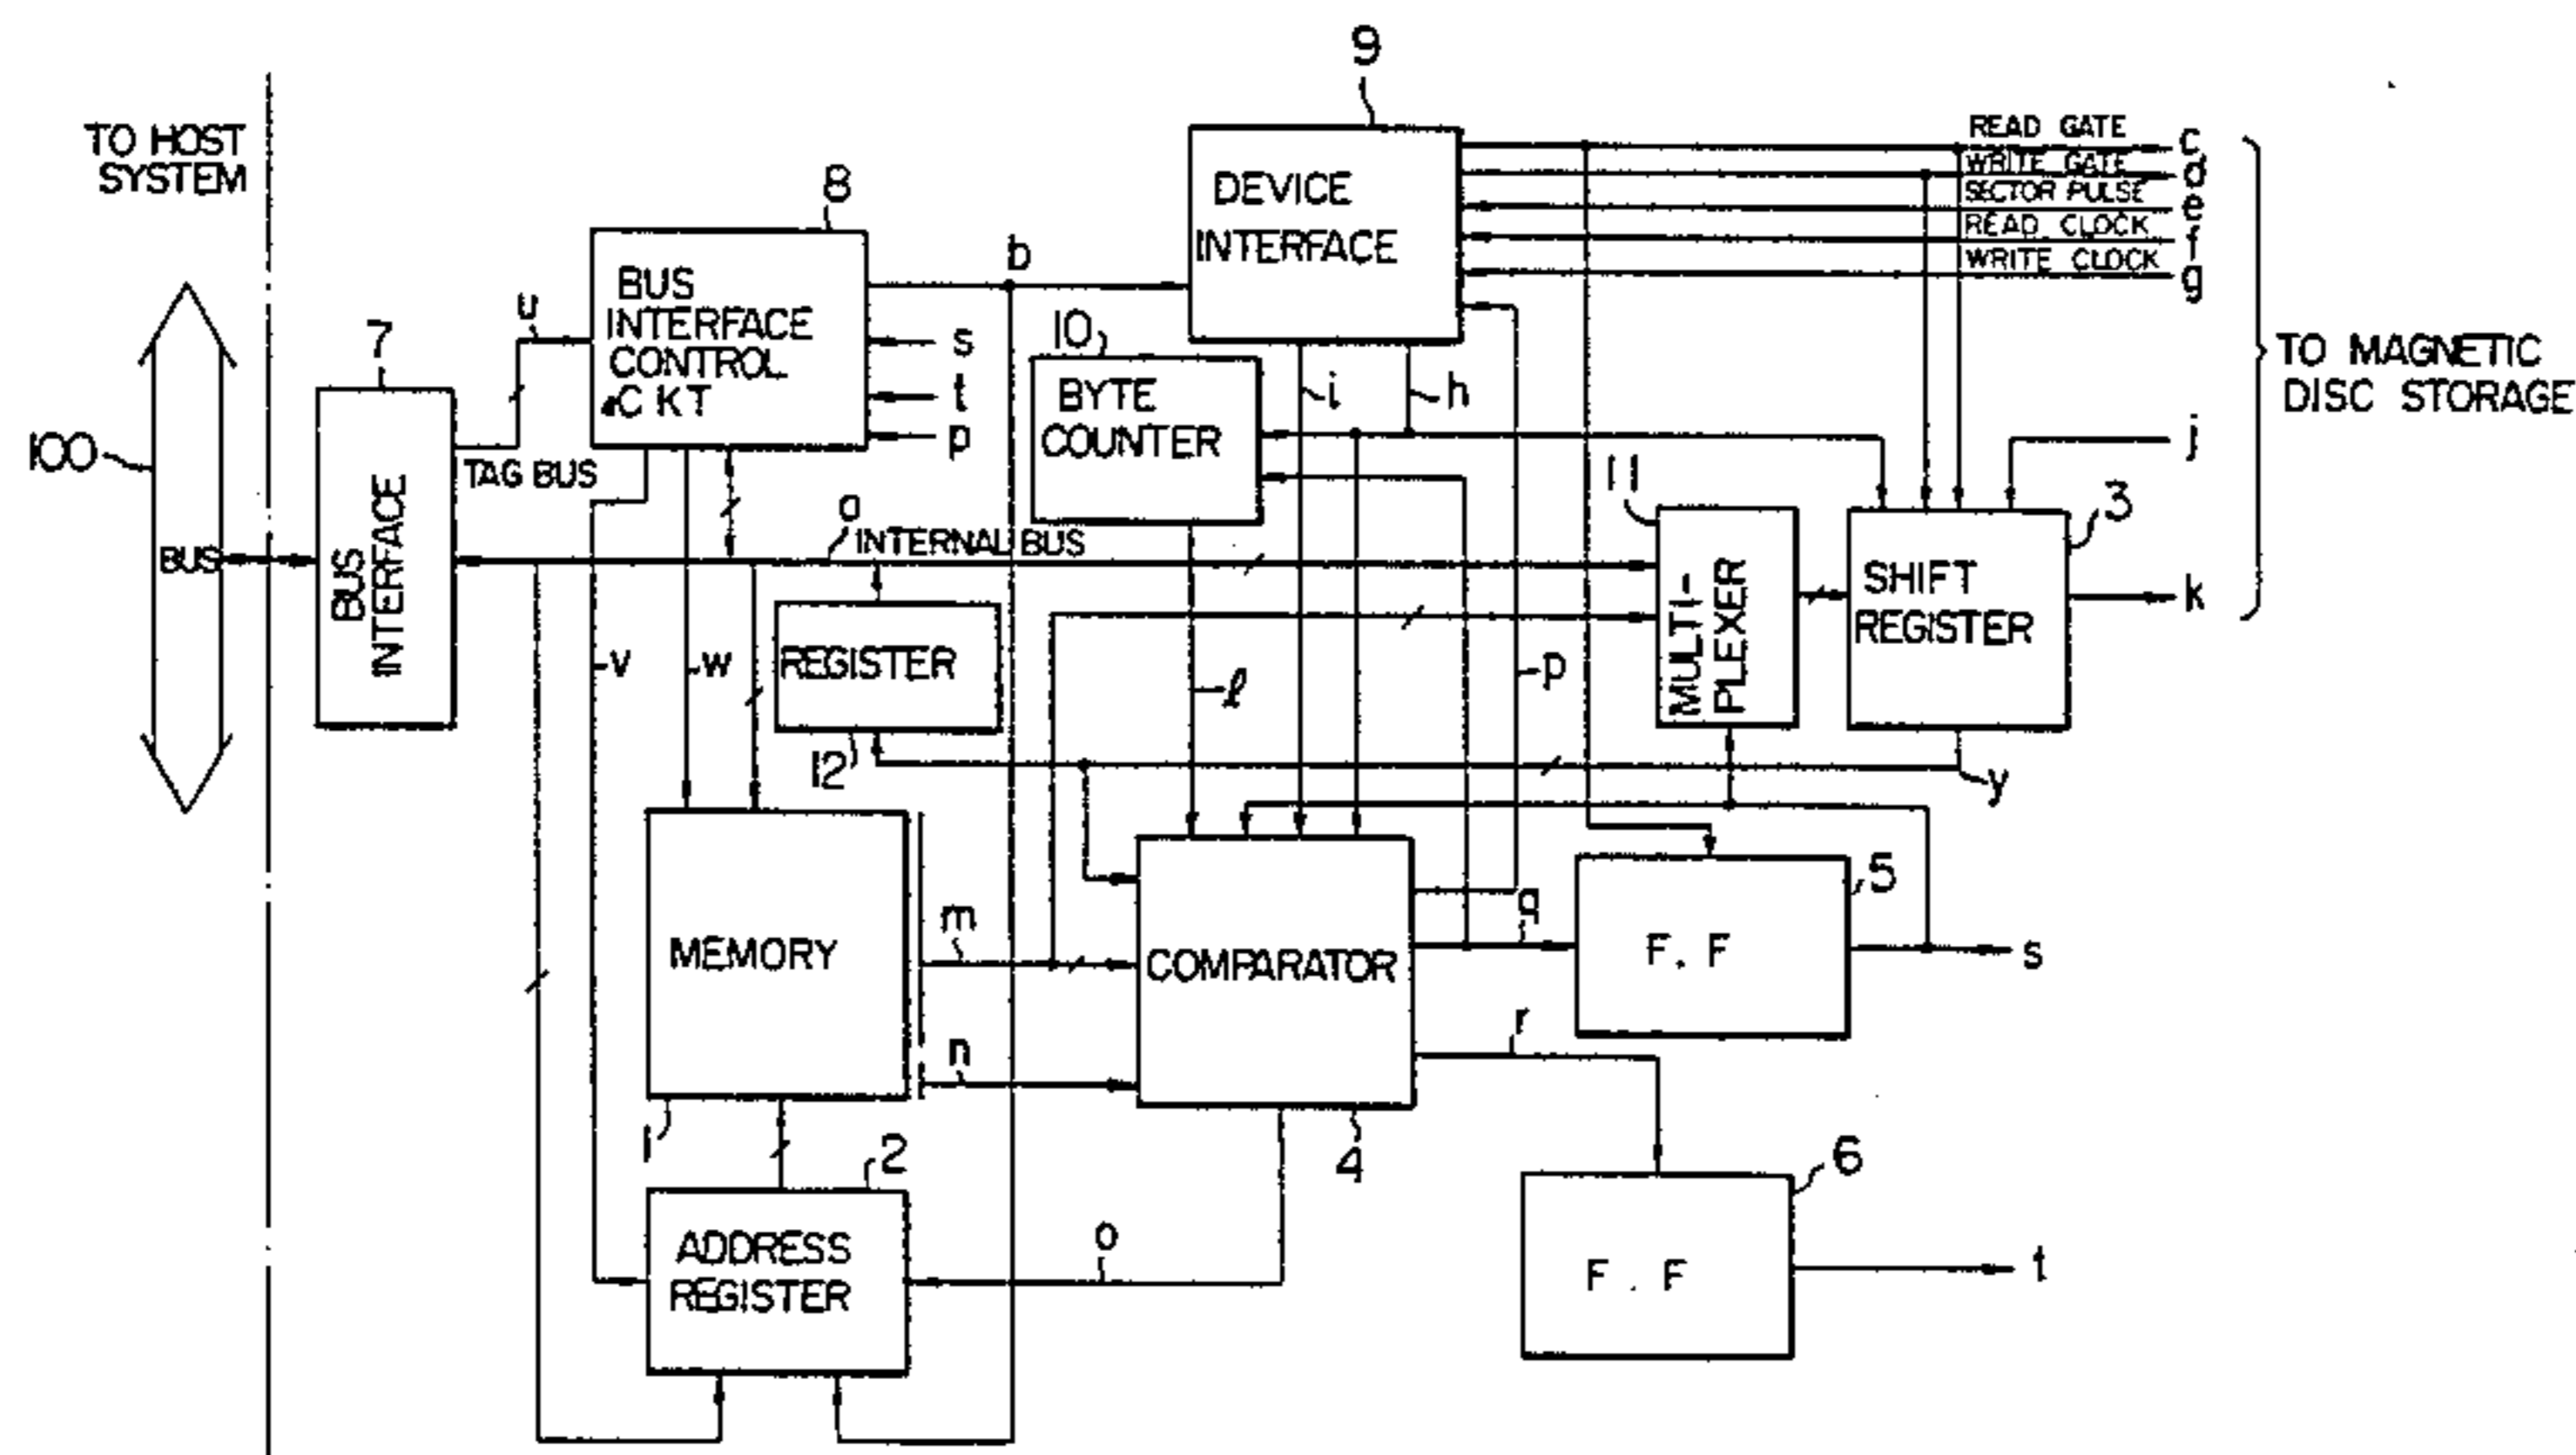 9
TO HOST
SYSTEM
8
READ GATE
c
WRITE GATE
d
SECTOR PULSE
e
READ CLOCK
f
WRITE CLOCK
g
DEVICE
INTERFACE
b
u
BUS
INTERFACE
CONTROL
CKT
s
t
p
7
10
BYTE
COUNTER
i
h
TO MAGNETIC
DISC STORAGE
j
100
TAG BUS
BUS
BUS
INTERFACE
a
INTERNAL BUS
11
3
MULTI-
PLEXER
SHIFT
REGISTER
k
v
w
REGISTER
12
l
p
y
MEMORY
1
m
n
COMPARATOR
4
q
r
F.F
5
s
2
ADDRESS
REGISTER
o
6
F.F
t